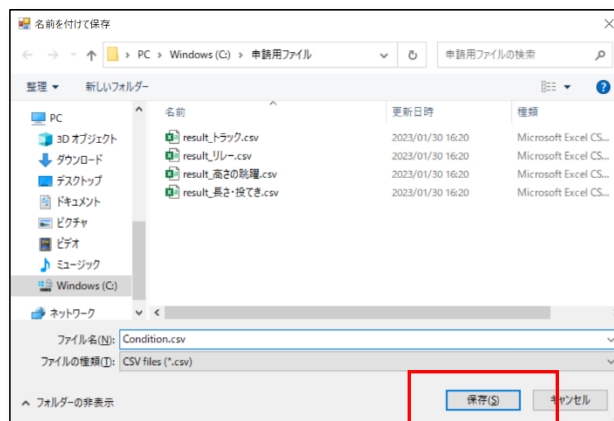 名前を付けて保存
PC > Windows (C:) > 申請用ファイル
申請用ファイルの検索
整理 新しいフォルダー
名前 更新日時 種類
PC
3D オブジェクト
ダウンロード
デスクトップ
ドキュメント
ピクチャ
ビデオ
ミュージック
Windows (C:)
ネットワーク
result_トラック.csv 2023/01/30 16:20 Microsoft Excel CS...
result_リレー.csv 2023/01/30 16:20 Microsoft Excel CS...
result_高さの跳躍.csv 2023/01/30 16:20 Microsoft Excel CS...
result_長さ・投てき.csv 2023/01/30 16:20 Microsoft Excel CS...
ファイル名(N): Condition.csv
ファイルの種類(T): CSV files (*.csv)
フォルダーの非表示
保存(S) キャンセル